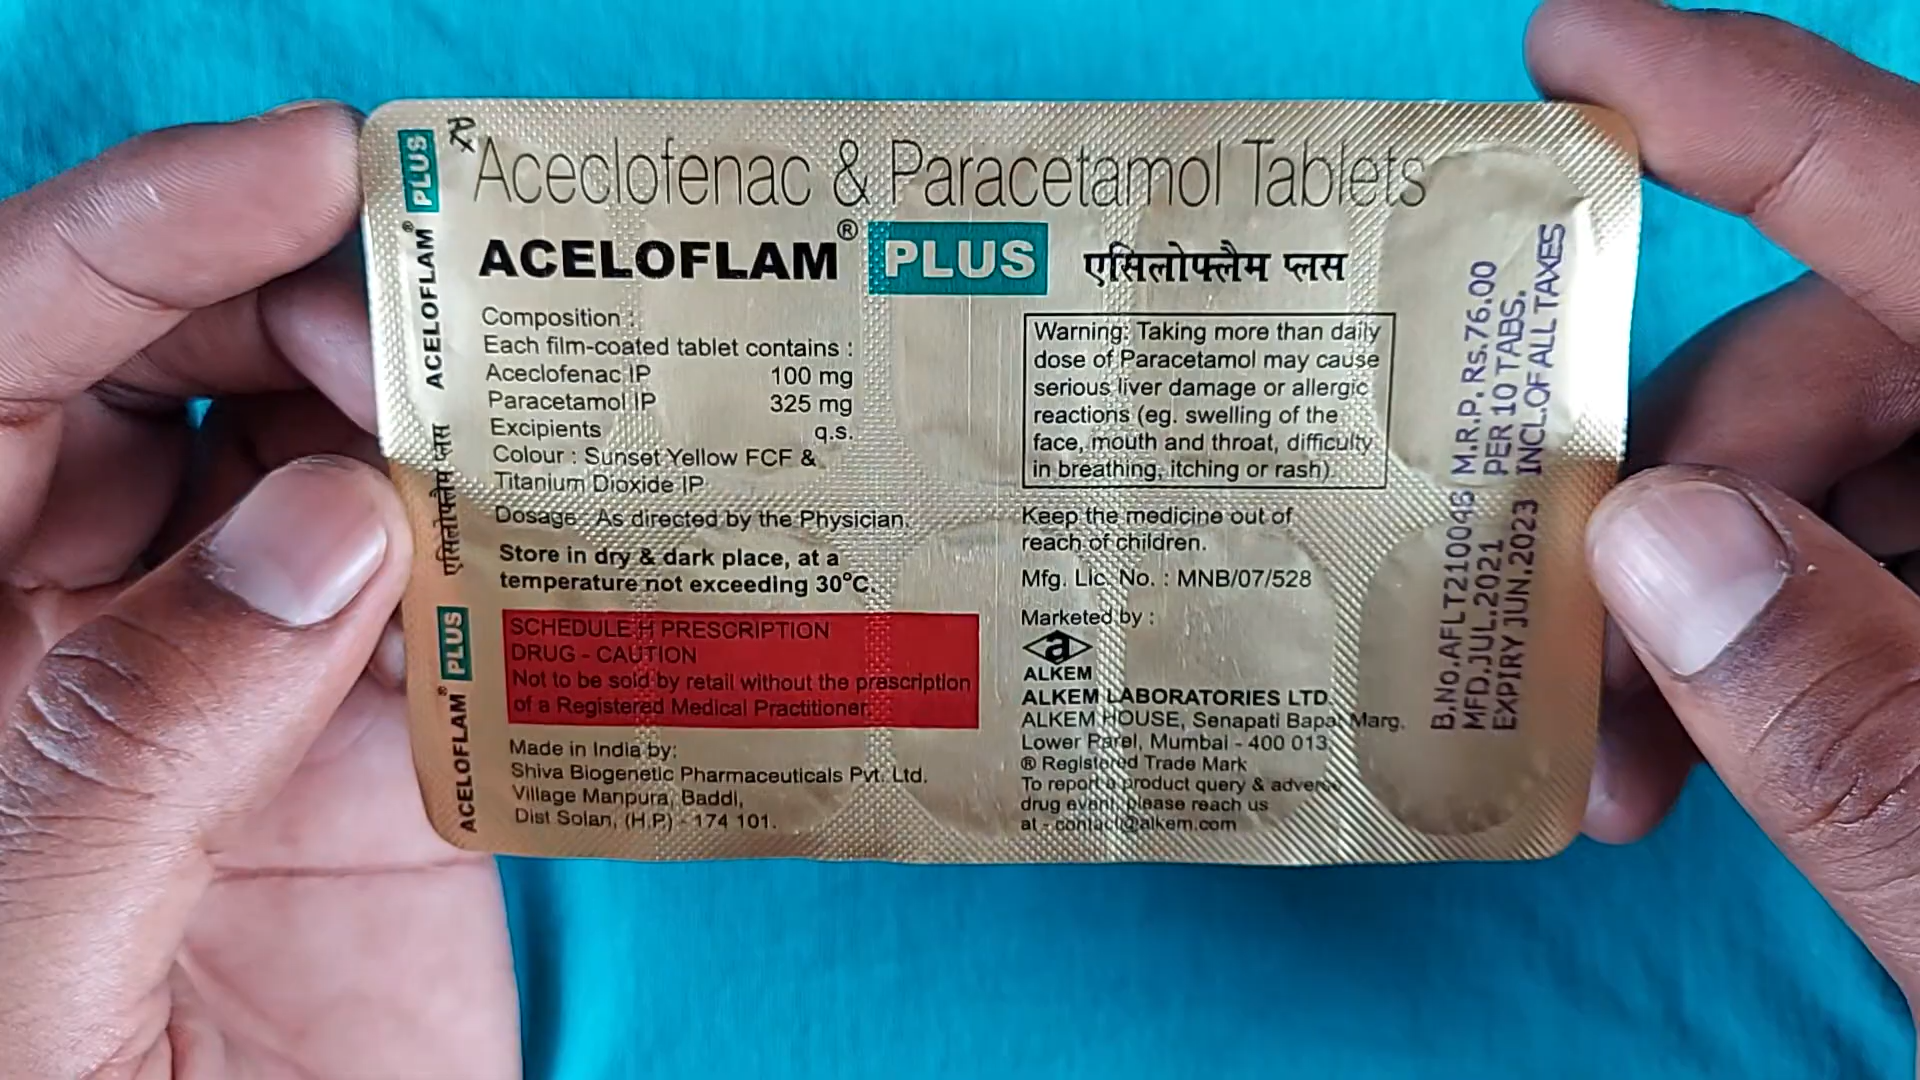 Rx
Aceclofenac & Paracetamol Tablets
ACELOFLAM® PLUS एसिलोफ्लैम प्लस
Composition :
Each film-coated tablet contains :
Aceclofenac IP 100 mg
Paracetamol IP 325 mg
Excipients q.s.
Colour : Sunset Yellow FCF &
Titanium Dioxide IP
Dosage : As directed by the Physician.
Store in dry & dark place, at a
temperature not exceeding 30°C.
SCHEDULE H PRESCRIPTION
DRUG - CAUTION
Not to be sold by retail without the prescription
of a Registered Medical Practitioner.
Made in India by:
Shiva Biogenetic Pharmaceuticals Pvt. Ltd.
Village Manpura, Baddi,
Dist Solan, (H.P.) - 174 101.
Warning: Taking more than daily
dose of Paracetamol may cause
serious liver damage or allergic
reactions (eg. swelling of the
face, mouth and throat, difficulty
in breathing, itching or rash).
Keep the medicine out of
reach of children.
Mfg. Lic. No. : MNB/07/528
Marketed by :
a
ALKEM
ALKEM LABORATORIES LTD.
ALKEM HOUSE, Senapati Bapat Marg,
Lower Parel, Mumbai - 400 013.
® Registered Trade Mark
To report a product query & adverse
drug event, please reach us
at - contact@alkem.com
B.No.AFLT210046 M.R.P. Rs.76.00
MFD.JUL.2021 PER 10 TABS.
EXPIRY JUN.2023 INCL.OF ALL TAXES
ACELOFLAM® PLUS
एसिलोफ्लैम प्लस
ACELOFLAM® PLUS